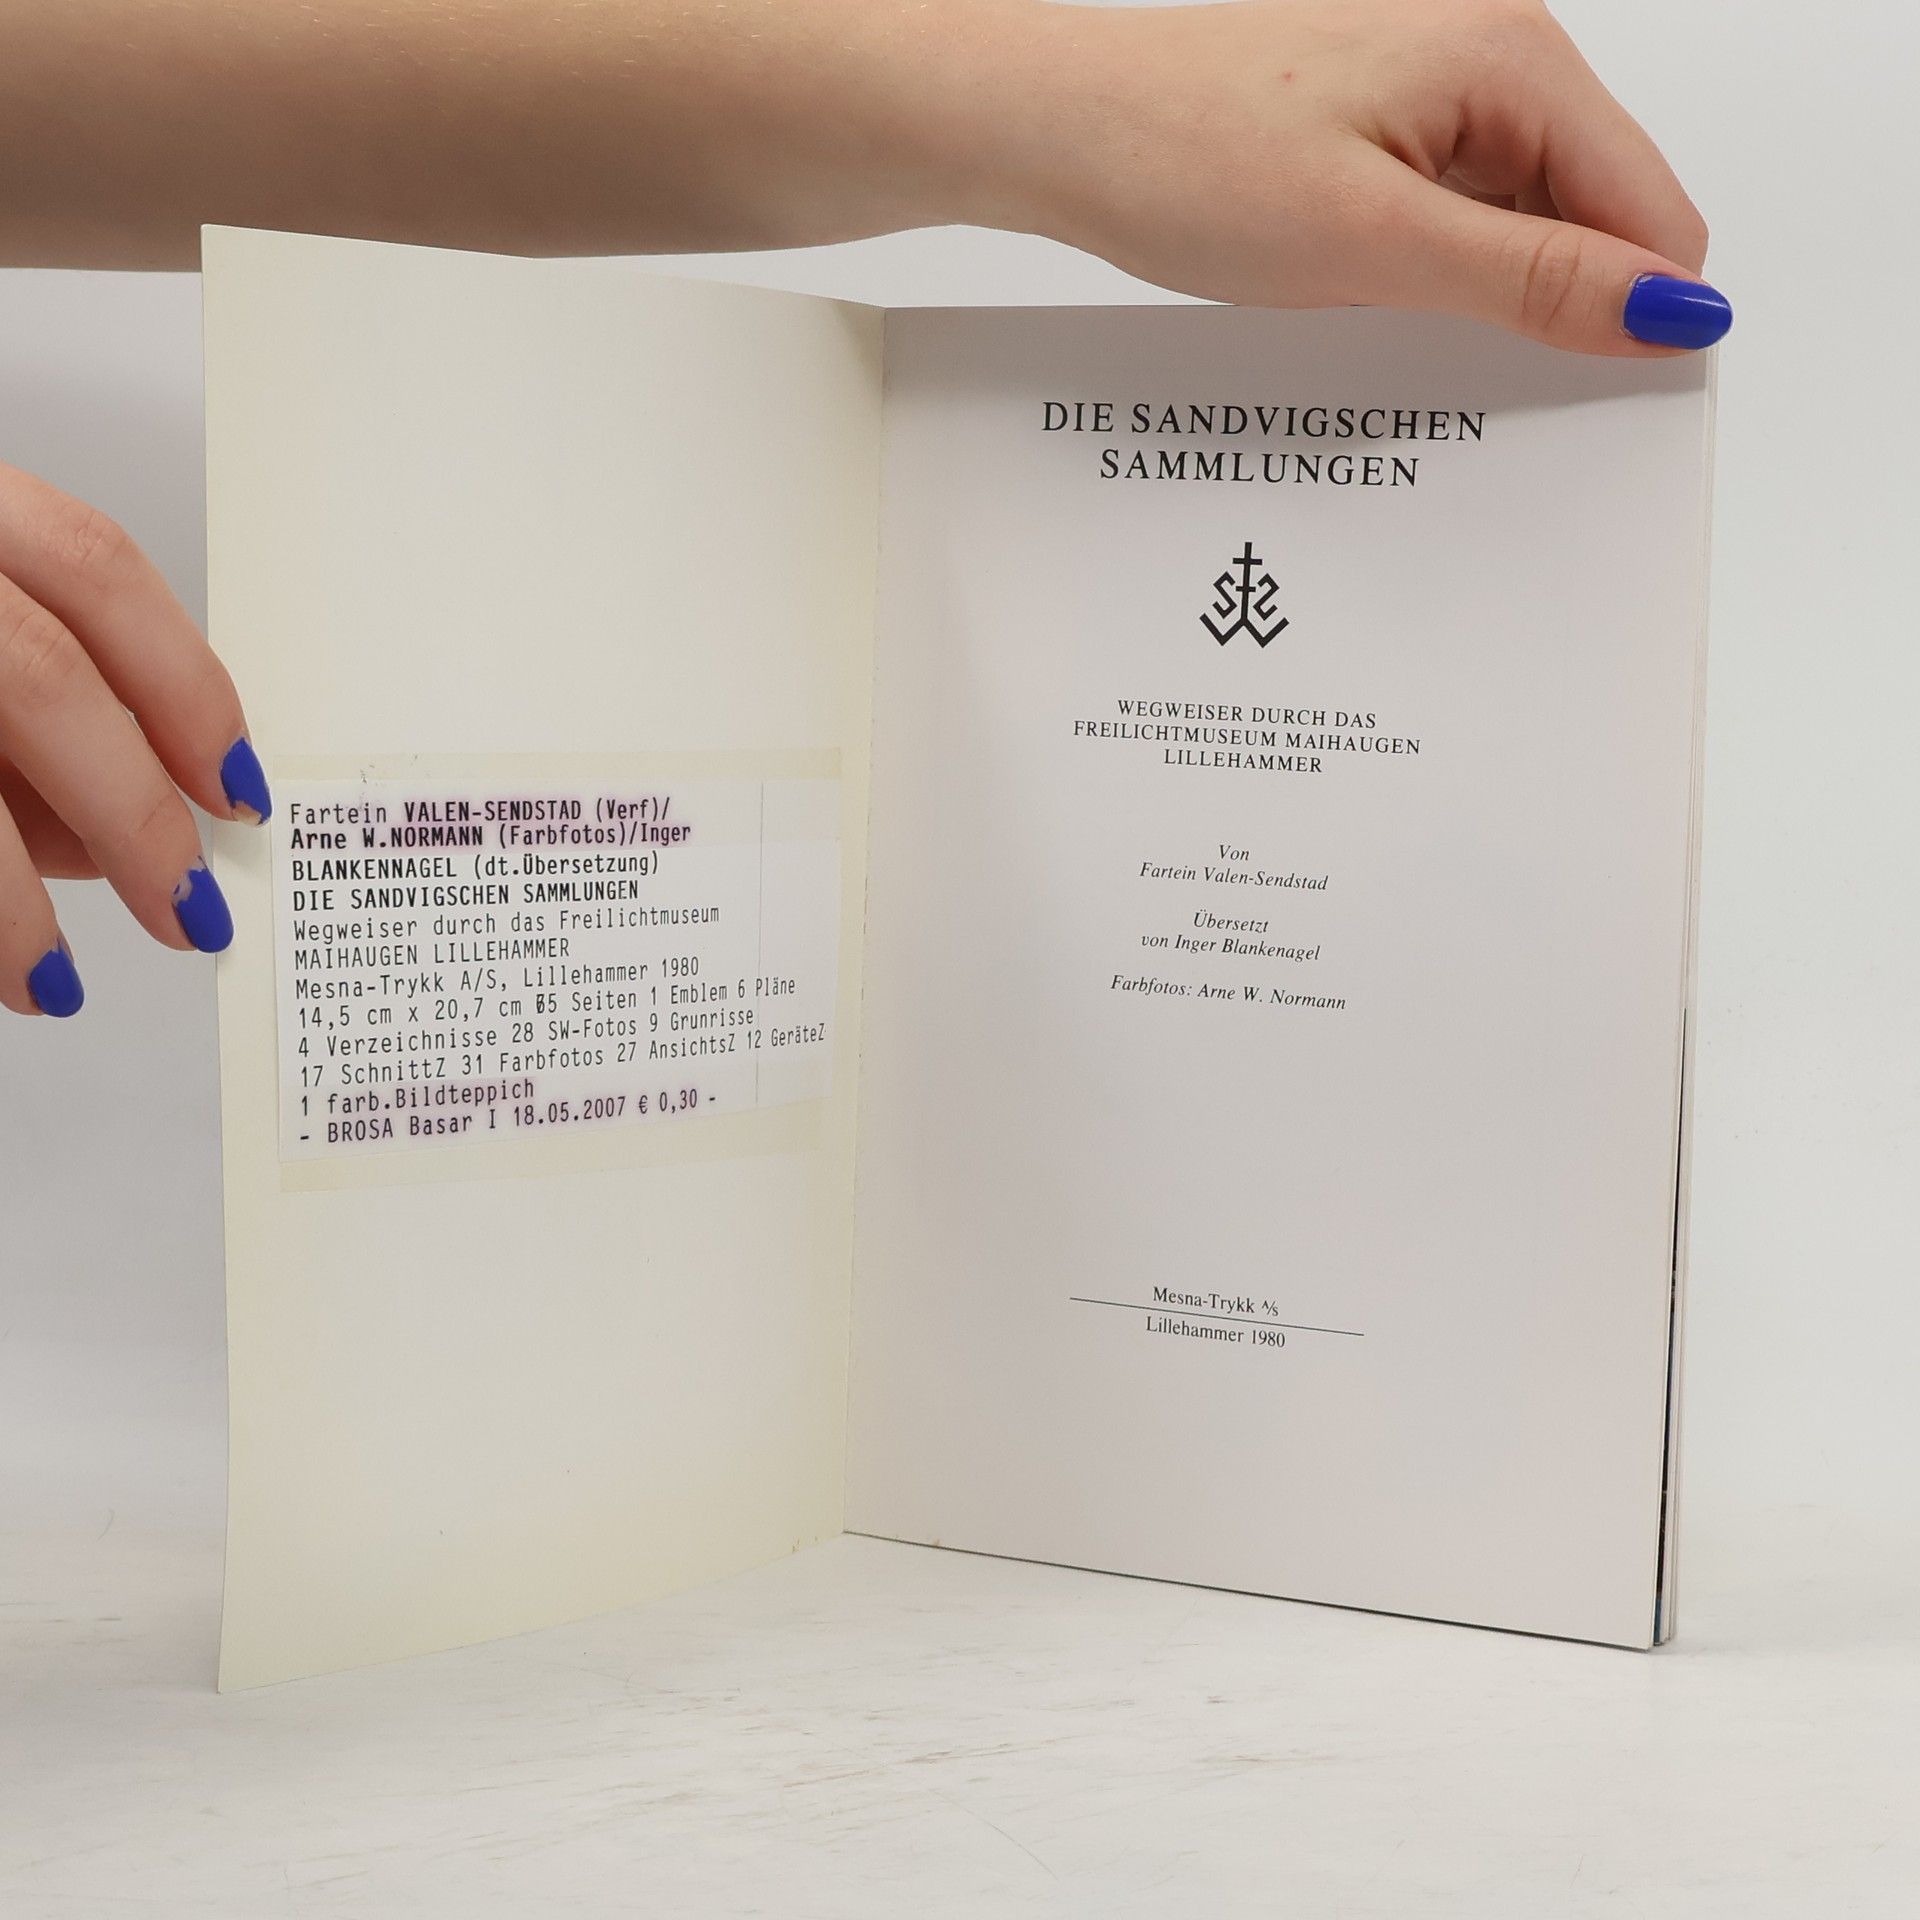 Fartein VALEN-SENDSTAD (Verf)/
Arne W.NORMANN (Farbfotos)/Inger
BLANKENNAGEL (dt.Übersetzung)
DIE SANDVIGSCHEN SAMMLUNGEN
Wegweiser durch das Freilichtmuseum
MAIHAUGEN LILLEHAMMER
Mesna-Trykk A/S, Lillehammer 1980
14,5 cm x 20,7 cm Seiten 1 Emblem 6 Pläne
4 Verzeichnisse 28 SW-Fotos 9 Grunrisse
17 SchnittZ 31 Farbfotos 27 AnsichtsZ 12 GeräteZ
1 farb.Bildteppich
- BROSA Basar I 18.05.2007 € 0,30 -
DIE SANDVIGSCHEN
SAMMLUNGEN
WEGWEISER DURCH DAS
FREILICHTMUSEUM MAIHAUGEN
LILLEHAMMER
Von
Fartein Valen-Sendstad
Übersetzt
von Inger Blankenagel
Farbfotos: Arne W. Normann
Mesna-Trykk A/s
Lillehammer 1980